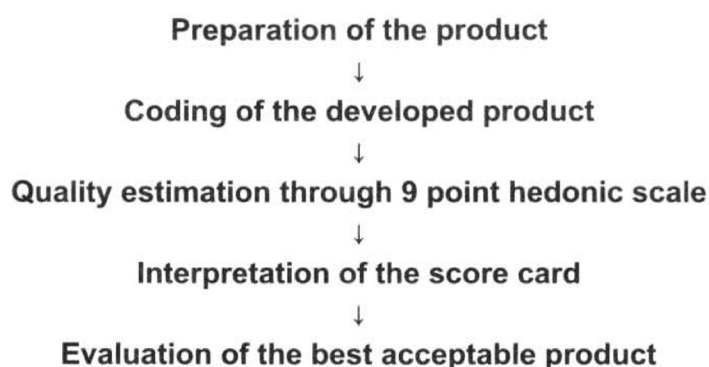 Preparation of the product
↓
Coding of the developed product
↓
Quality estimation through 9 point hedonic scale
↓
Interpretation of the score card
↓
Evaluation of the best acceptable product